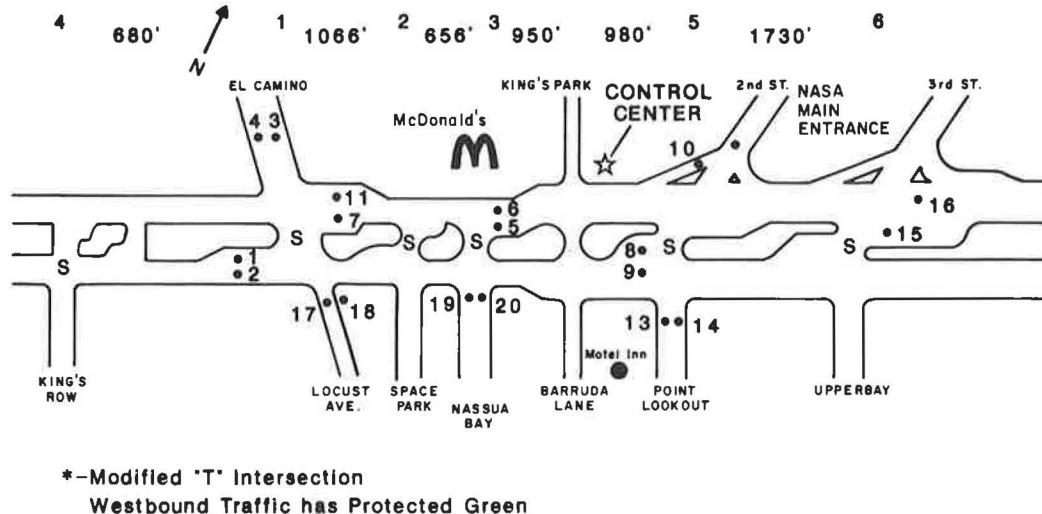 4 1 2 3 5 6
680' 1066' 656' 950' 980' 1730'
N
EL CAMINO
KING'S PARK
CONTROL
CENTER
2nd ST.
NASA
MAIN
ENTRANCE
3rd ST.
McDonald's
4 3
10
11
7
6
5
16
15
S S S S S S
1
2
8
9
17 18
19 20
13 14
Motel Inn
KING'S
ROW
LOCUST
AVE.
SPACE
PARK
NASSUA
BAY
BARRUDA
LANE
POINT
LOOKOUT
UPPERBAY
*-Modified "T" Intersection
Westbound Traffic has Protected Green